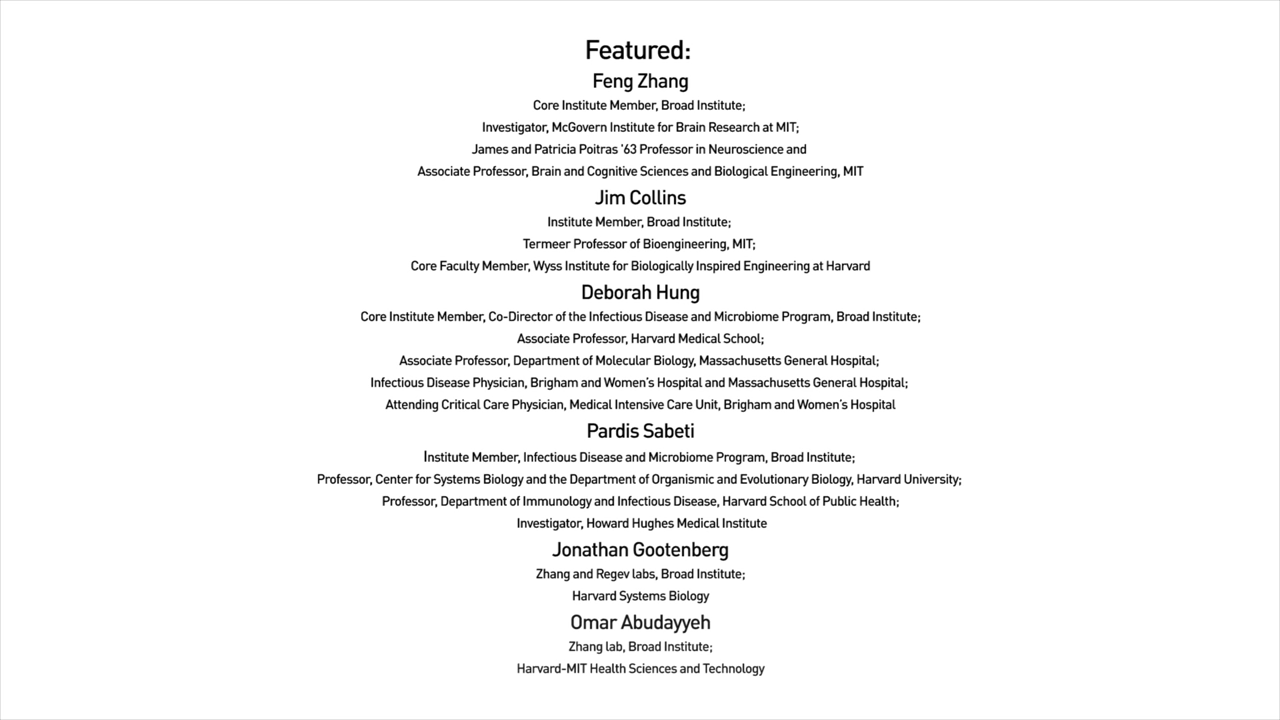 Featured:
Feng Zhang
Core Institute Member, Broad Institute;
Investigator, McGovern Institute for Brain Research at MIT;
James and Patricia Poitras '63 Professor in Neuroscience and
Associate Professor, Brain and Cognitive Sciences and Biological Engineering, MIT
Jim Collins
Institute Member, Broad Institute;
Termeer Professor of Bioengineering, MIT;
Core Faculty Member, Wyss Institute for Biologically Inspired Engineering at Harvard
Deborah Hung
Core Institute Member, Co-Director of the Infectious Disease and Microbiome Program, Broad Institute;
Associate Professor, Harvard Medical School;
Associate Professor, Department of Molecular Biology, Massachusetts General Hospital;
Infectious Disease Physician, Brigham and Women's Hospital and Massachusetts General Hospital;
Attending Critical Care Physician, Medical Intensive Care Unit, Brigham and Women's Hospital
Pardis Sabeti
Institute Member, Infectious Disease and Microbiome Program, Broad Institute;
Professor, Center for Systems Biology and the Department of Organismic and Evolutionary Biology, Harvard University;
Professor, Department of Immunology and Infectious Disease, Harvard School of Public Health;
Investigator, Howard Hughes Medical Institute
Jonathan Gootenberg
Zhang and Regev labs, Broad Institute;
Harvard Systems Biology
Omar Abudayyeh
Zhang lab, Broad Institute;
Harvard-MIT Health Sciences and Technology